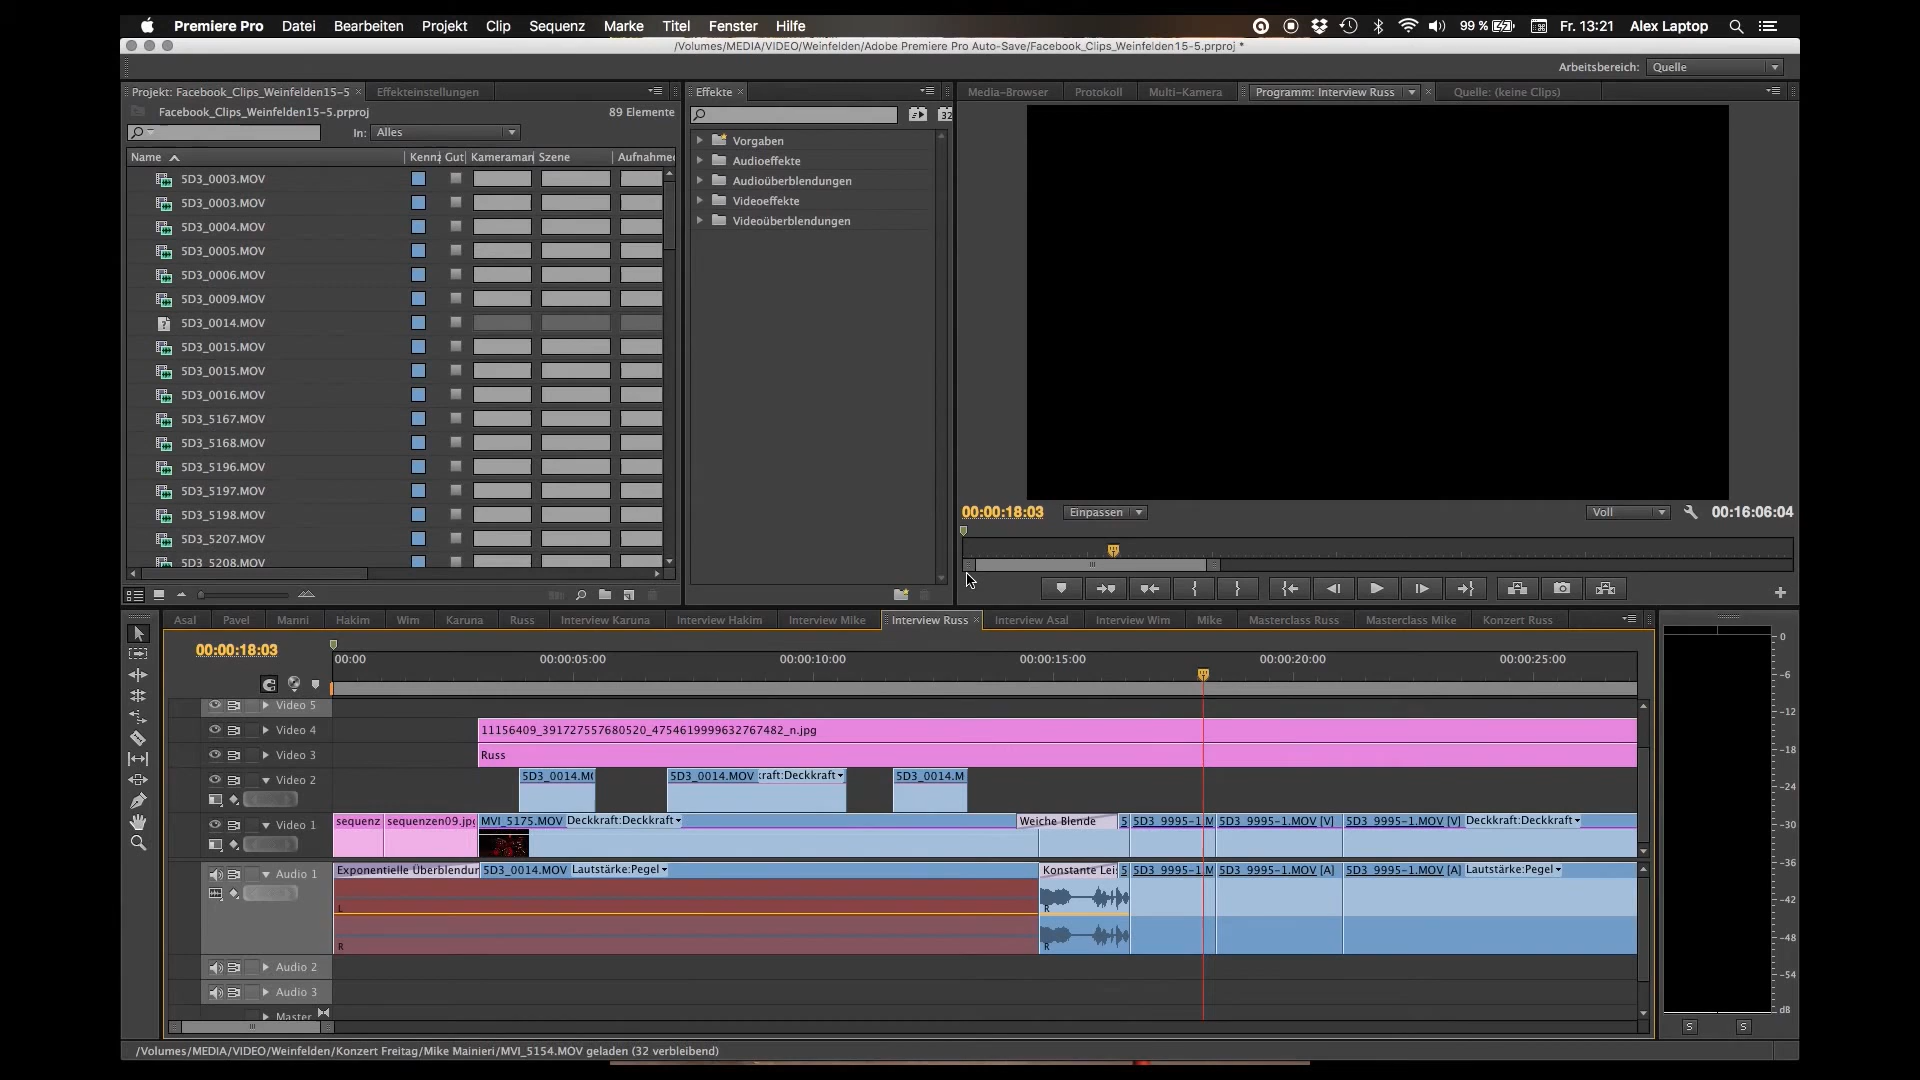 Premiere Pro Datei Bearbeiten Projekt Clip Sequenz Marke Titel Fenster Hilfe 99 % Fr. 13:21 Alex Laptop
/Volumes/MEDIA/VIDEO/Weinfelden/Adobe Premiere Pro Auto-Save/Facebook_Clips_Weinfelden15-5.prproj *
Arbeitsbereich: Quelle
Projekt: Facebook_Clips_Weinfelden15-5 Effekteinstellungen
Facebook_Clips_Weinfelden15-5.prproj 89 Elemente
In: Alles
Name Kennz Gut Kameraman Szene Aufnahme
5D3_0003.MOV
5D3_0003.MOV
5D3_0004.MOV
5D3_0005.MOV
5D3_0006.MOV
5D3_0009.MOV
5D3_0014.MOV
5D3_0015.MOV
5D3_0015.MOV
5D3_0016.MOV
5D3_5167.MOV
5D3_5168.MOV
5D3_5196.MOV
5D3_5197.MOV
5D3_5198.MOV
5D3_5207.MOV
5D3_5208.MOV
Effekte
32
Vorgaben
Audioeffekte
Audioüberblendungen
Videoeffekte
Videoüberblendungen
Media-Browser Protokoll Multi-Kamera Programm: Interview Russ Quelle: (keine Clips)
00:00:18:03 Einpassen Voll 00:16:06:04
Asal Pavel Manni Hakim Wim Karuna Russ Interview Karuna Interview Hakim Interview Mike Interview Russ Interview Asal Interview Wim Mike Masterclass Russ Masterclass Mike Konzert Russ
00:00:18:03
00:00 00:00:05:00 00:00:10:00 00:00:15:00 00:00:20:00 00:00:25:00
Video 5
Video 4 11156409_391727557680520_4754619999632767482_n.jpg
Video 3 Russ
Video 2 5D3_0014.M 5D3_0014.MOV :raft:Deckkraft 5D3_0014.M
Video 1 sequenz sequenzen09.jpg MVI_5175.MOV Deckkraft:Deckkraft Weiche Blende 5 5D3_9995-1.M 5D3_9995-1.MOV [V] 5D3_9995-1.MOV [V] Deckkraft:Deckkraft
Audio 1 Exponentielle Überblendun 5D3_0014.MOV Lautstärke:Pegel Konstante Leis 5 5D3_9995-1.M 5D3_9995-1.MOV [A] 5D3_9995-1.MOV [A] Lautstärke:Pegel
L R
R R
Audio 2
Audio 3
Master
0
-6
-12
-18
-24
-30
-36
-42
-48
-54
dB
S S
/Volumes/MEDIA/VIDEO/Weinfelden/Konzert Freitag/Mike Mainieri/MVI_5154.MOV geladen (32 verbleibend)